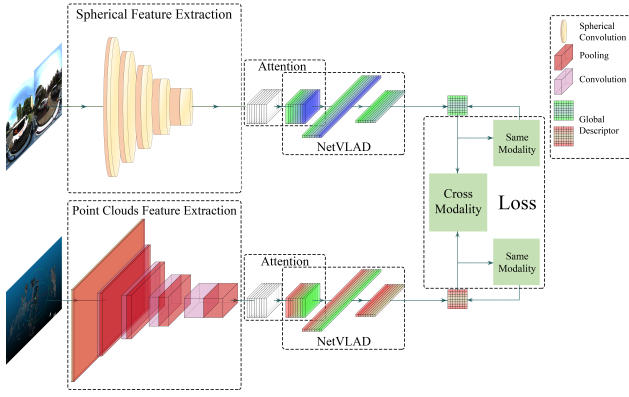 Spherical Feature Extraction
Attention
NetVLAD
Same
Modality
Cross
Modality
Loss
Same
Modality
Point Clouds Feature Extraction
Attention
NetVLAD
Spherical
Convolution
Pooling
Convolution
Global
Descriptor